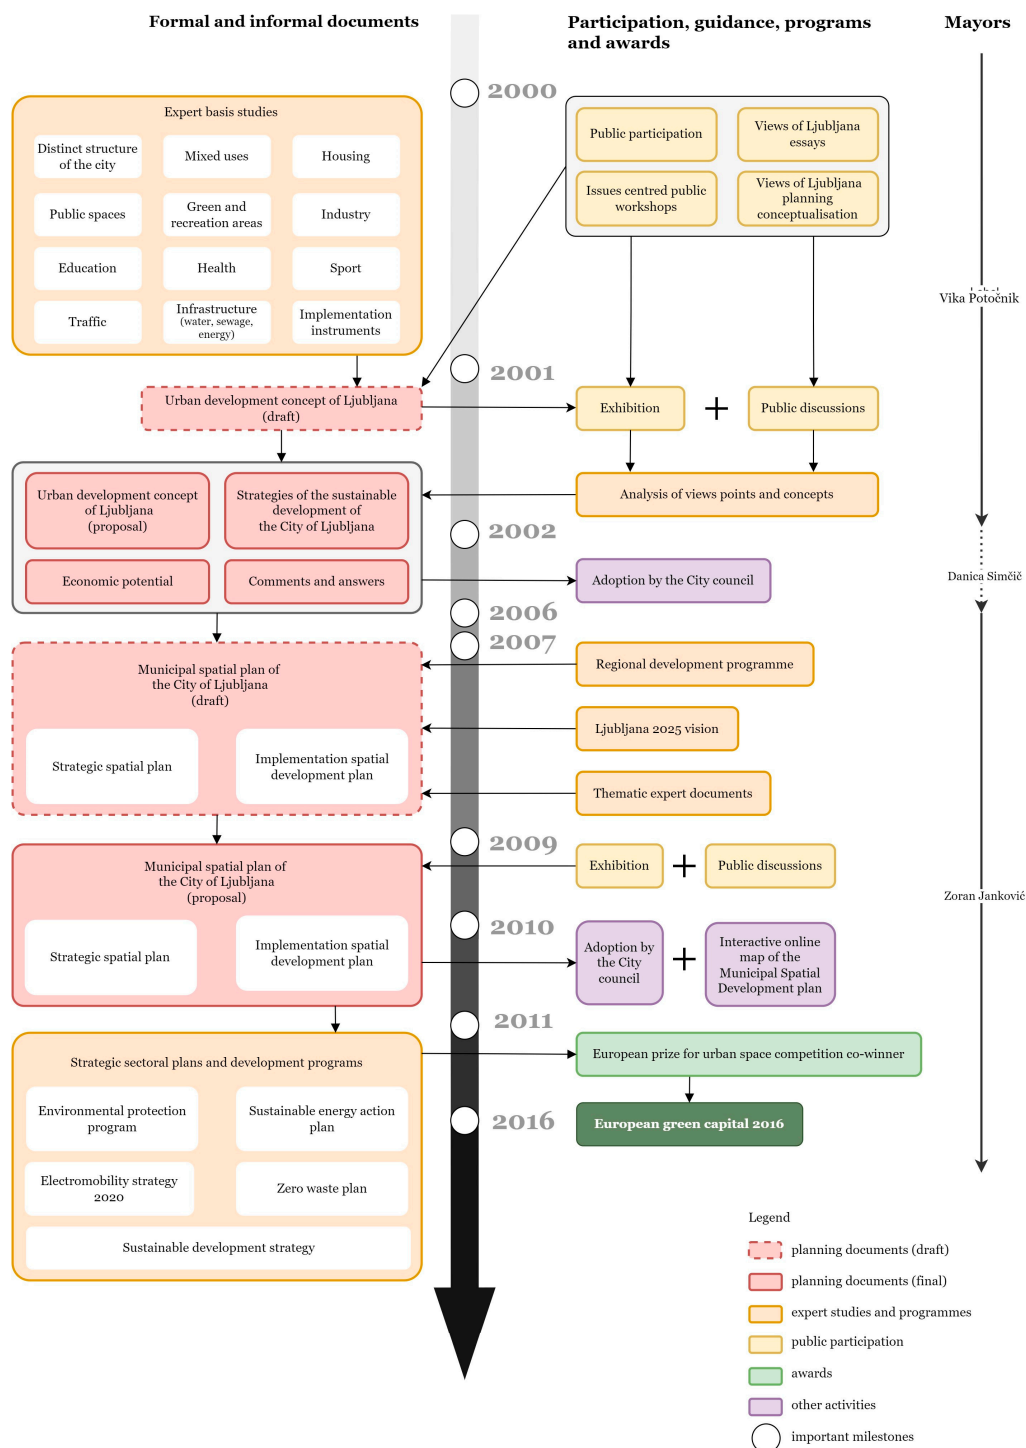 Formal and informal documents
Participation, guidance, programs
and awards
Mayors
2000
Expert basis studies
Distinct structure
of the city
Mixed uses
Housing
Public spaces
Green and
recreation areas
Industry
Education
Health
Sport
Traffic
Infrastructure
(water, sewage,
energy)
Implementation
instruments
Public participation
Views of Ljubljana
essays
Issues centred public
workshops
Views of Ljubljana
planning
conceptualisation
Vika Potočnik
2001
Urban development concept of Ljubljana
(draft)
Exhibition
+
Public discussions
Urban development concept
of Ljubljana
(proposal)
Strategies of the sustainable
development of
the City of Ljubljana
Analysis of views points and concepts
2002
Economic potential
Comments and answers
Adoption by the City council
Danica Simčič
2006
2007
Municipal spatial plan of
the City of Ljubljana
(draft)
Strategic spatial plan
Implementation spatial
development plan
Regional development programme
Ljubljana 2025 vision
Thematic expert documents
2009
Municipal spatial plan of
the City of Ljubljana
(proposal)
Strategic spatial plan
Implementation spatial
development plan
Exhibition
+
Public discussions
Zoran Janković
2010
Adoption by
the City
council
+
Interactive online
map of the
Municipal Spatial
Development plan
2011
Strategic sectoral plans and development programs
Environmental protection
program
Sustainable energy action
plan
Electromobility strategy
2020
Zero waste plan
Sustainable development strategy
European prize for urban space competition co-winner
2016
European green capital 2016
Legend
planning documents (draft)
planning documents (final)
expert studies and programmes
public participation
awards
other activities
important milestones